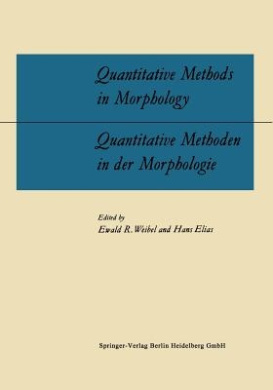 Quantitative Methods
in Morphology
Quantitative Methoden
in der Morphologie
Edited by
Ewald R. Weibel and Hans Elias
Springer-Verlag Berlin Heidelberg GmbH